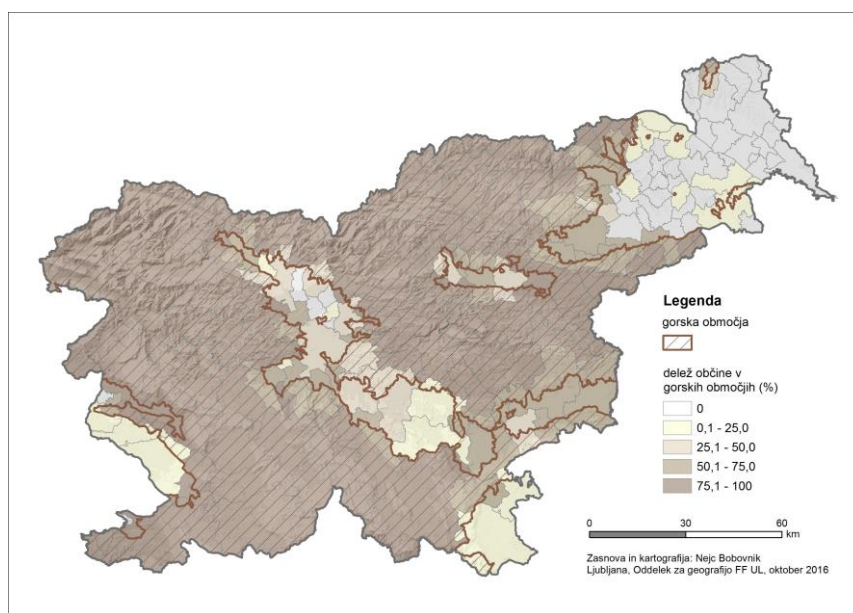 Legenda
gorska območja
delež občine v
gorskih območjih (%)
0
0,1 - 25,0
25,1 - 50,0
50,1 - 75,0
75,1 - 100
0 30 60
km
Zasnova in kartografija: Nejc Bobovnik
Ljubljana, Oddelek za geografijo FF UL, oktober 2016